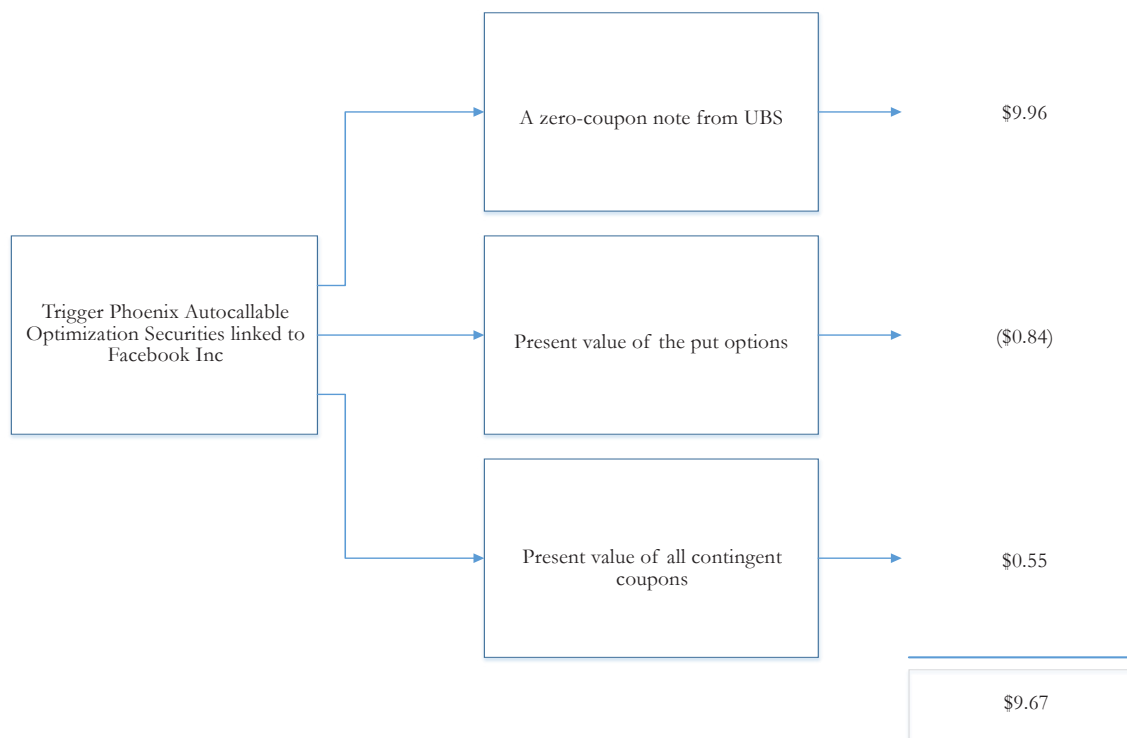 A zero-coupon note from UBS
$9.96
Trigger Phoenix Autocallable
Optimization Securities linked to
Facebook Inc
Present value of the put options
($0.84)
Present value of all contingent
coupons
$0.55
$9.67